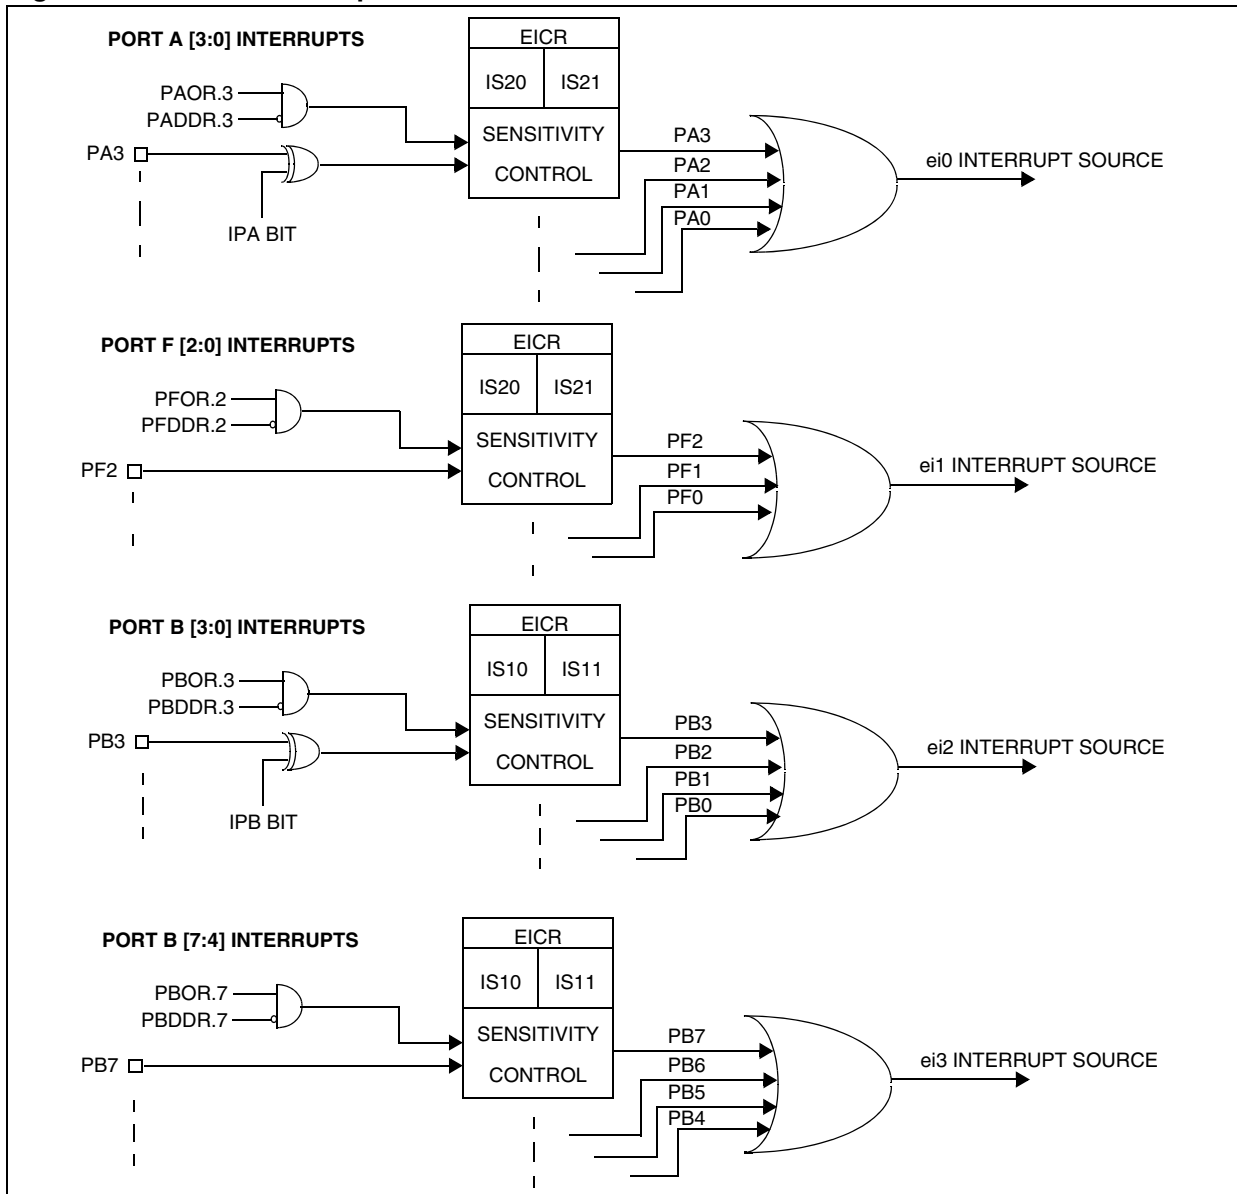 PORT A [3:0] INTERRUPTS
EICR
IS20 IS21
PAOR.3
PADDR.3
SENSITIVITY
CONTROL
PA3
IPA BIT
PA3
PA2
PA1
PA0
ei0 INTERRUPT SOURCE
PORT F [2:0] INTERRUPTS
EICR
IS20 IS21
PFOR.2
PFDDR.2
SENSITIVITY
CONTROL
PF2
PF2
PF1
PF0
ei1 INTERRUPT SOURCE
PORT B [3:0] INTERRUPTS
EICR
IS10 IS11
PBOR.3
PBDDR.3
SENSITIVITY
CONTROL
PB3
IPB BIT
PB3
PB2
PB1
PB0
ei2 INTERRUPT SOURCE
PORT B [7:4] INTERRUPTS
EICR
IS10 IS11
PBOR.7
PBDDR.7
SENSITIVITY
CONTROL
PB7
PB7
PB6
PB5
PB4
ei3 INTERRUPT SOURCE